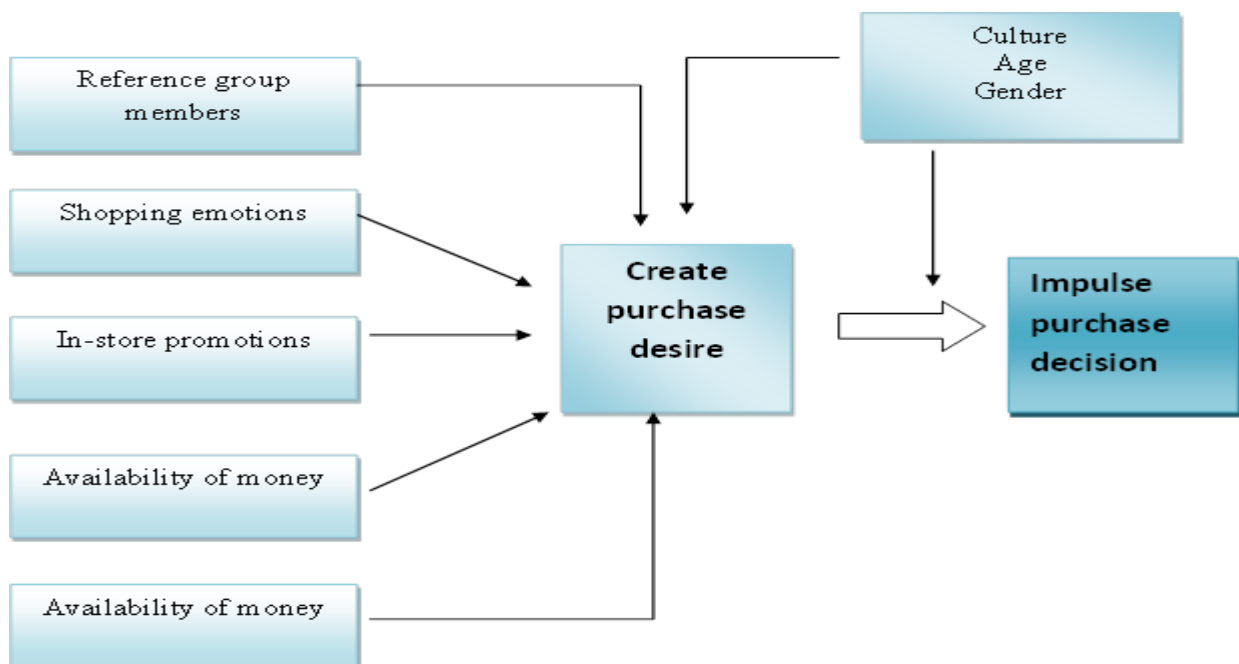 Reference group
members
Shopping emotions
In-store promotions
Availability of money
Availability of money
Create
purchase
desire
Culture
Age
Gender
Impulse
purchase
decision